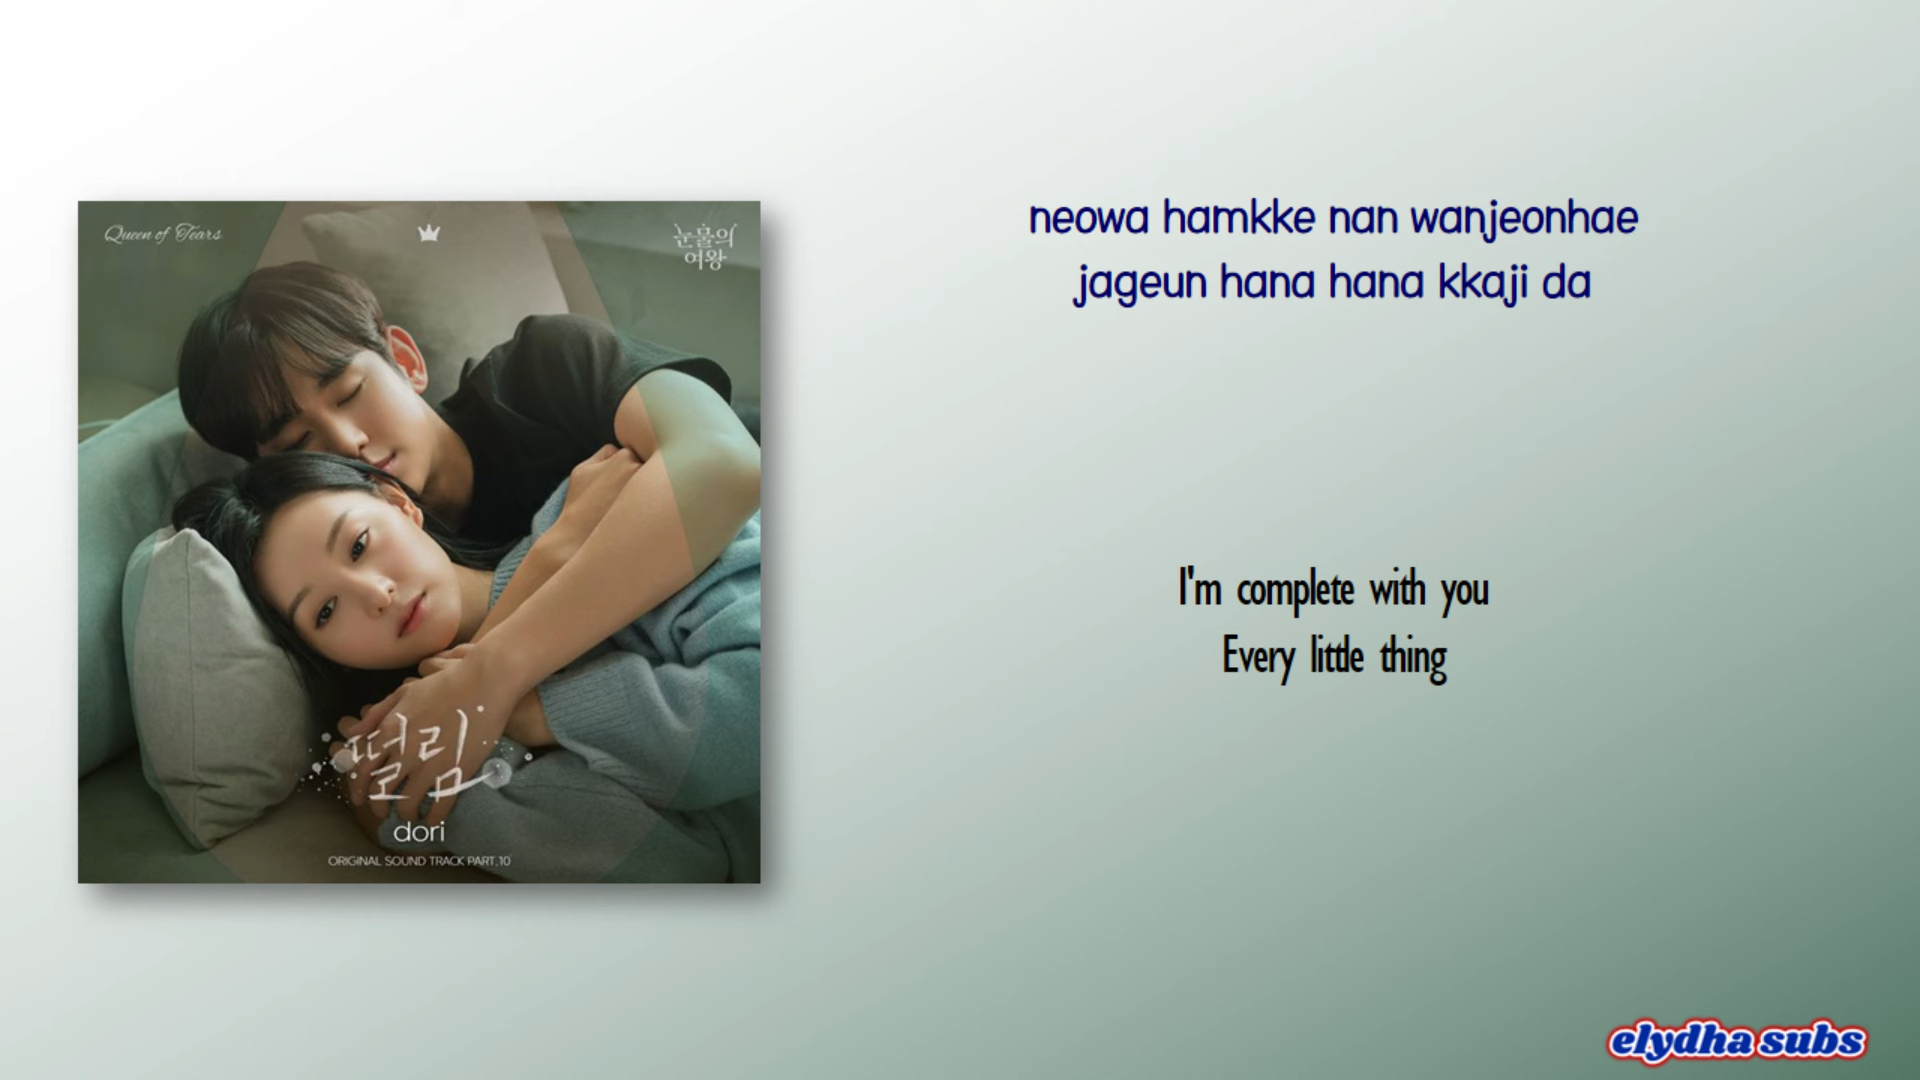 Queen of Tears
눈물의
여왕
떨림
dori
ORIGINAL SOUND TRACK PART.10
neowa hamkke nan wanjeonhae
jageun hana hana kkaji da
I'm complete with you
Every little thing
elydha subs